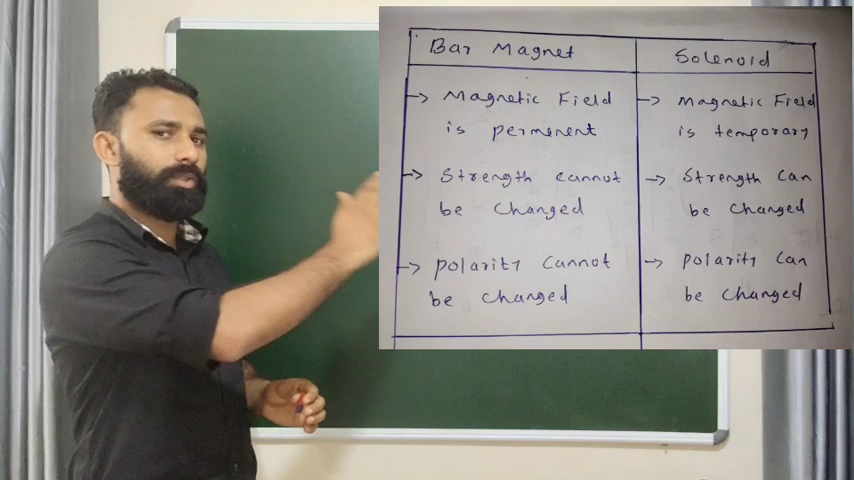 Bar Magnet
Solenoid
→ Magnetic Field
is permenent
→ Magnetic Field
is temporary
→ Strength cannot
be changed
→ Strength can
be changed
→ polarity cannot
be changed
→ polarity can
be changed